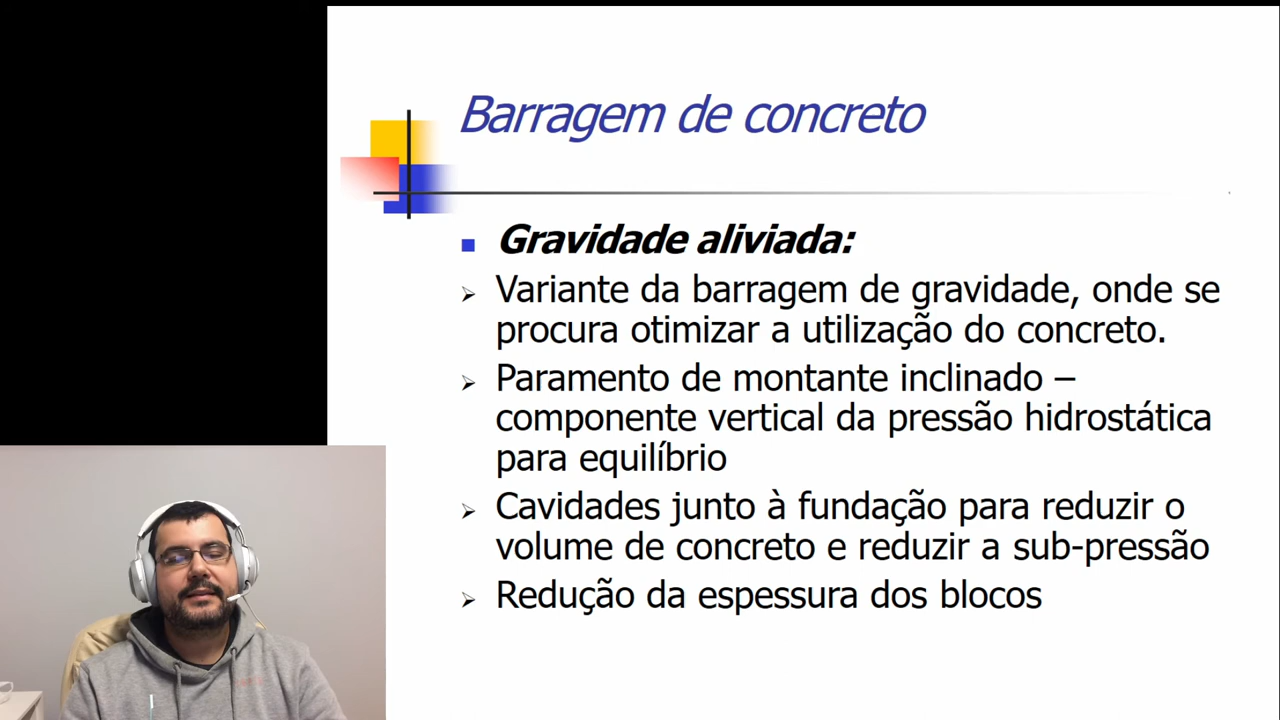 Barragem de concreto
Gravidade aliviada:
Variante da barragem de gravidade, onde se
procura otimizar a utilização do concreto.
Paramento de montante inclinado –
componente vertical da pressão hidrostática
para equilíbrio
Cavidades junto à fundação para reduzir o
volume de concreto e reduzir a sub-pressão
Redução da espessura dos blocos